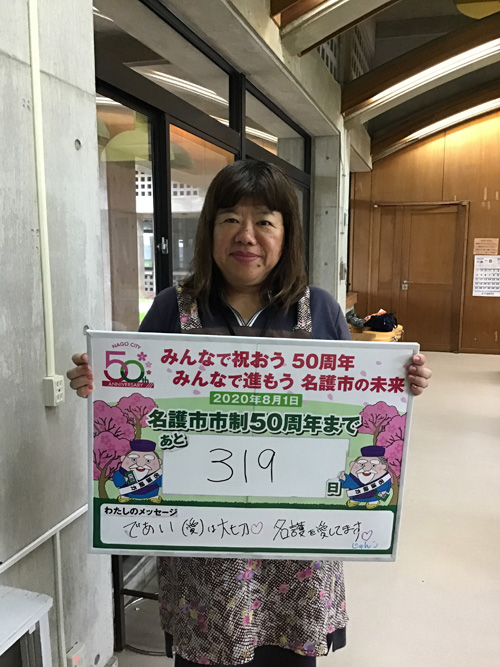 NAGO CITY
50
th
ANNIVERSARY
みんなで祝おう 50周年
みんなで進もう 名護市の未来
2020年8月1日
名護市市制50周年まで
あと
319
日
わたしのメッセージ
であい(愛)は大切♡ 名護を愛してます♡
じゅん